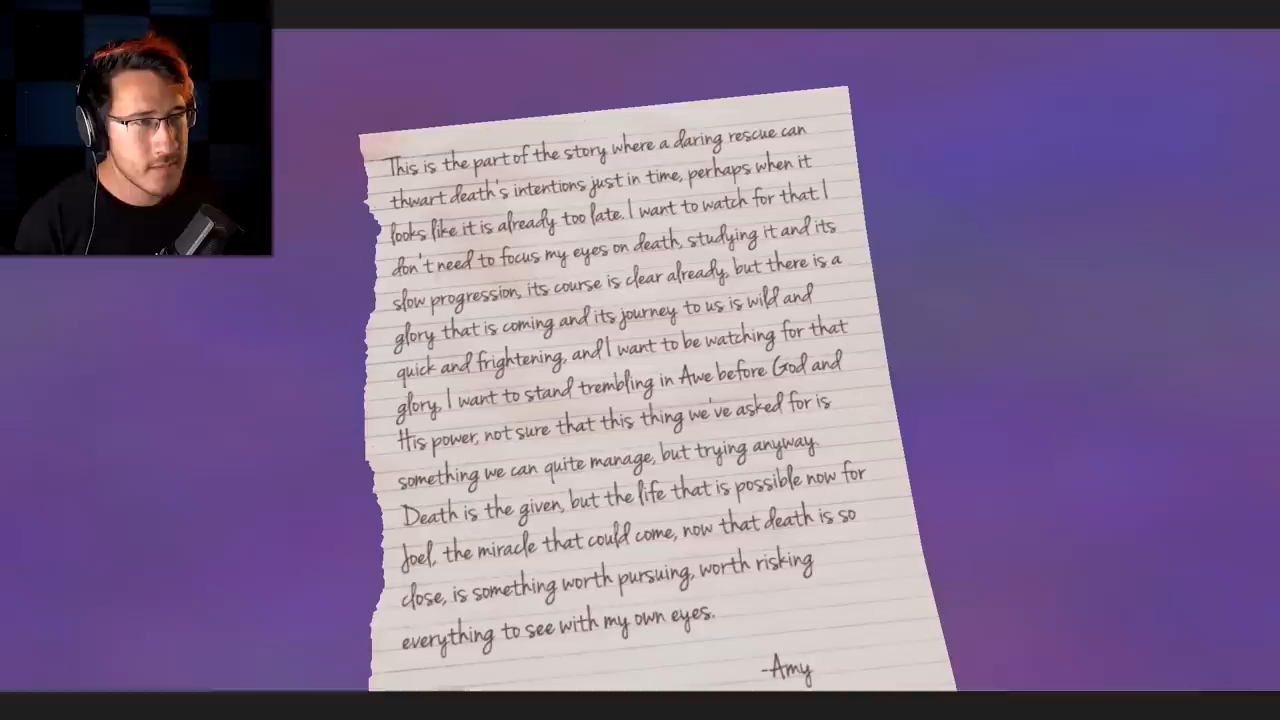 This is the part of the story where a daring rescue can
thwart death's intentions just in time, perhaps when it
looks like it is already too late. I want to watch for that I
don't need to focus my eyes on death, studying it and its
slow progression, its course is clear already, but there is a
glory that is coming and its journey to us is wild and
quick and frightening, and I want to be watching for that
glory, I want to stand trembling in Awe before God and
His power, not sure that this thing we've asked for is
something we can quite manage, but trying anyway.
Death is the given, but the life that is possible now for
Joel, the miracle that could come, now that death is so
close, is something worth pursuing, worth risking
everything to see with my own eyes.
-Amy